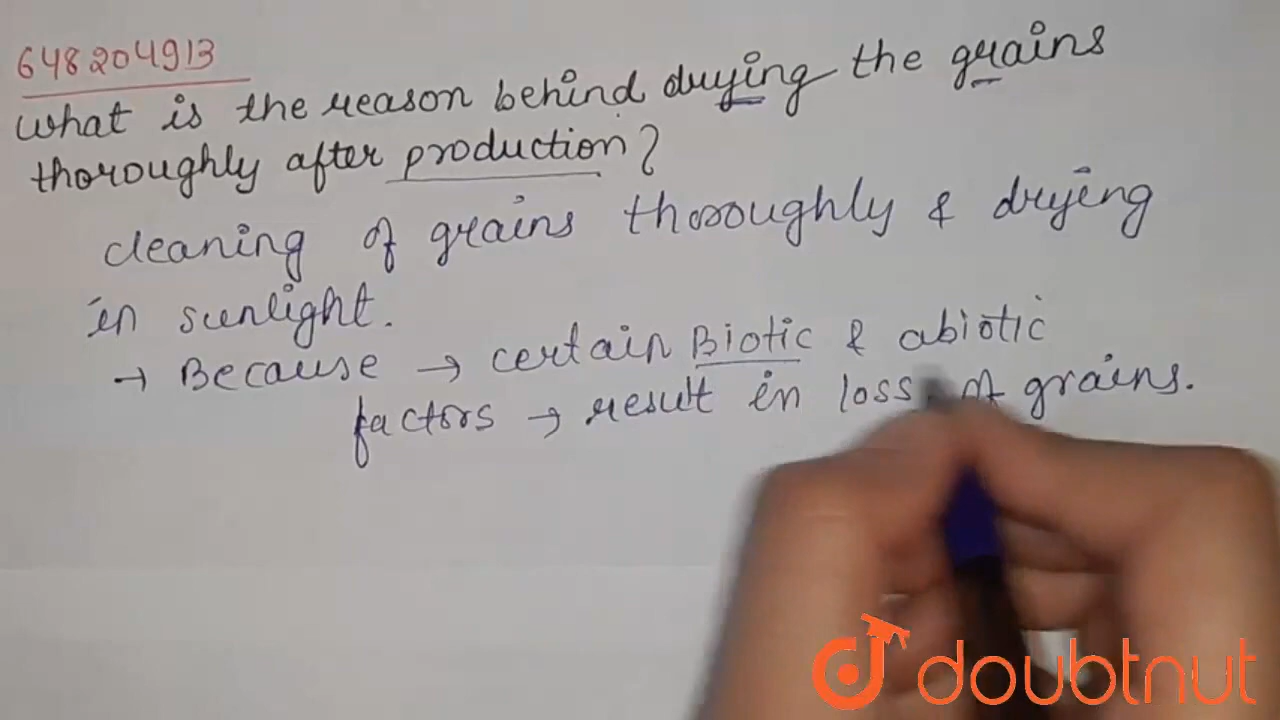 648204913
What is the reason behind drying the grains
thoroughly after production?
cleaning of grains thoroughly & drying
in sunlight.
→ Because → certain Biotic & abiotic
factors → result in loss of grains.
doubtnut